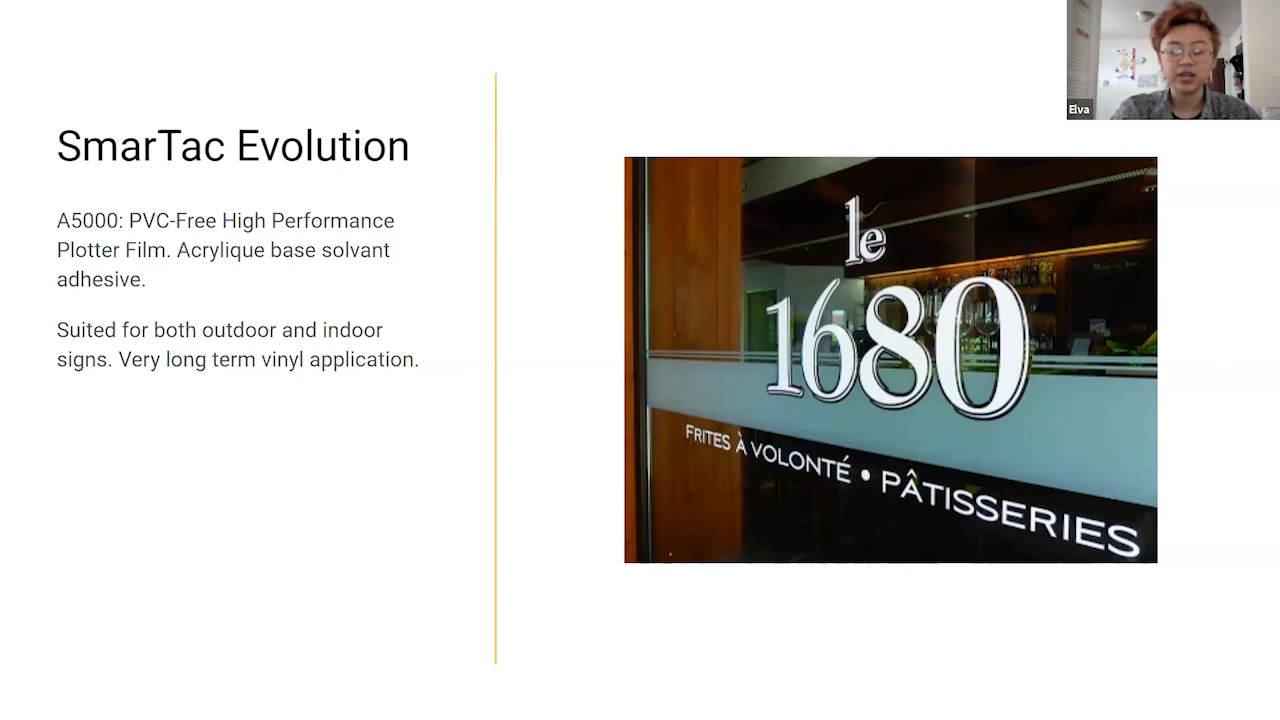 SmarTac Evolution
A5000: PVC-Free High Performance
Plotter Film. Acrylique base solvant
adhesive.
Suited for both outdoor and indoor
signs. Very long term vinyl application.
le
1680
FRITES À VOLONTÉ • PÂTISSERIES
Elva